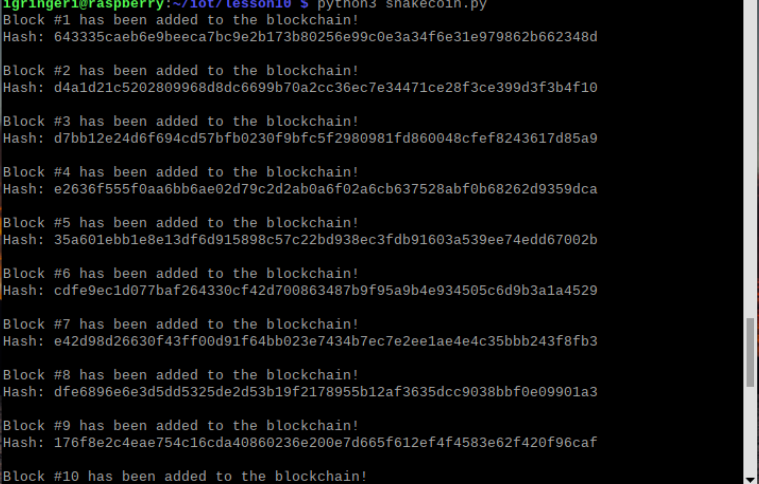 igringeri@raspberry:~/iot/lesson10 $ python3 snakecoin.py
Block #1 has been added to the blockchain!
Hash: 643335caeb6e9beeca7bc9e2b173b80256e99c0e3a34f6e31e979862b662348d
Block #2 has been added to the blockchain!
Hash: d4a1d21c5202809968d8dc6699b70a2cc36ec7e34471ce28f3ce399d3f3b4f10
Block #3 has been added to the blockchain!
Hash: d7bb12e24d6f694cd57bfb0230f9bfc5f2980981fd860048cfef8243617d85a9
Block #4 has been added to the blockchain!
Hash: e2636f555f0aa6bb6ae02d79c2d2ab0a6f02a6cb637528abf0b68262d9359dca
Block #5 has been added to the blockchain!
Hash: 35a601ebb1e8e13df6d915898c57c22bd938ec3fdb91603a539ee74edd67002b
Block #6 has been added to the blockchain!
Hash: cdfe9ec1d077baf264330cf42d700863487b9f95a9b4e934505c6d9b3a1a4529
Block #7 has been added to the blockchain!
Hash: e42d98d26630f43ff00d91f64bb023e7434b7ec7e2ee1ae4e4c35bbb243f8fb3
Block #8 has been added to the blockchain!
Hash: dfe6896e6e3d5dd5325de2d53b19f2178955b12af3635dcc9038bbf0e09901a3
Block #9 has been added to the blockchain!
Hash: 176f8e2c4eae754c16cda40860236e200e7d665f612ef4f4583e62f420f96caf
Block #10 has been added to the blockchain!